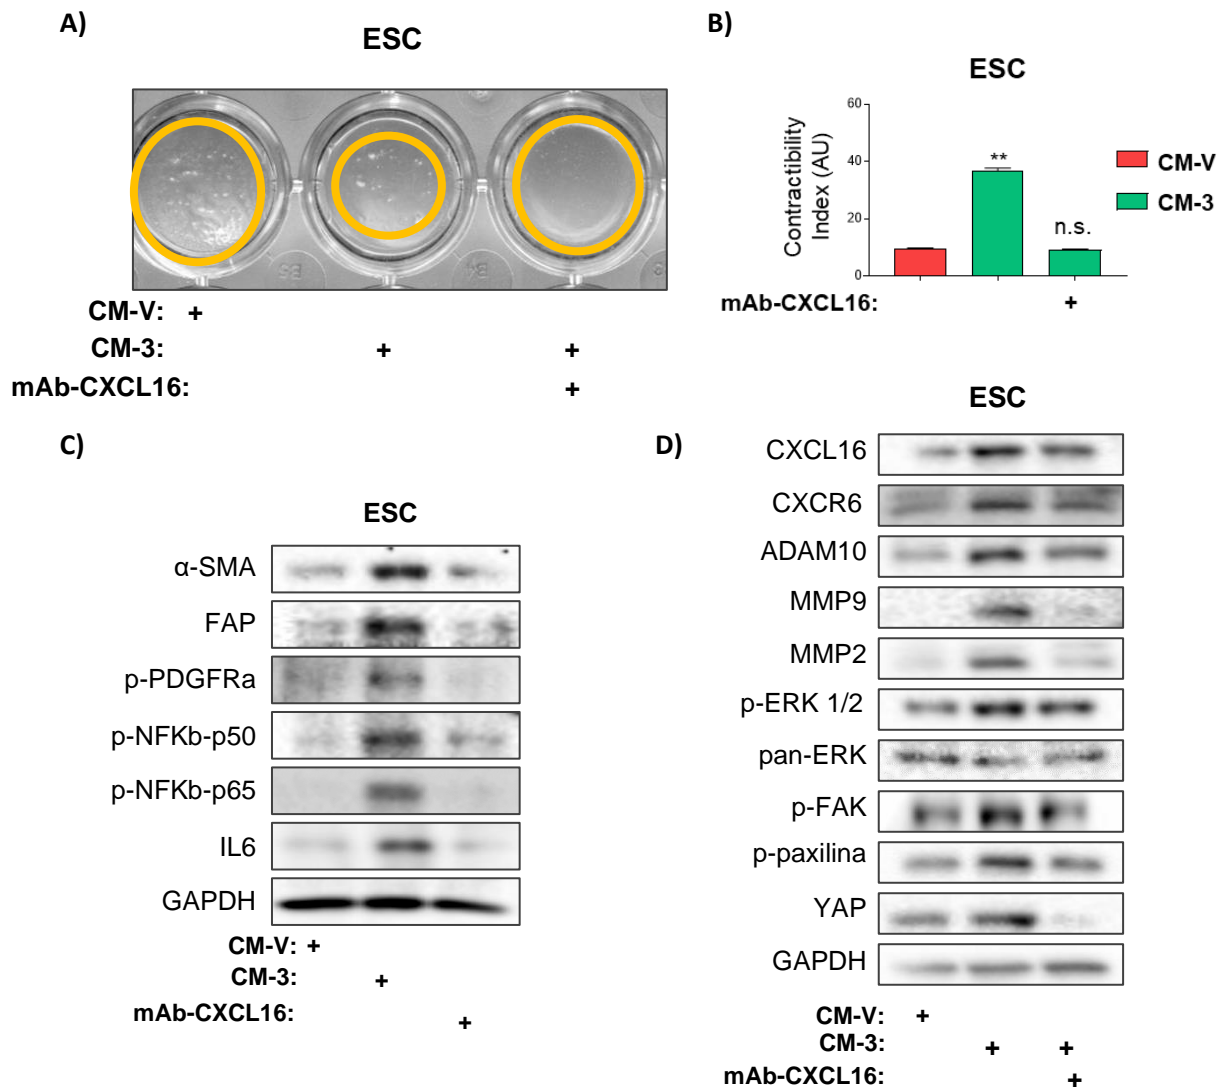 A)
ESC
CM-V: +
CM-3: + +
mAb-CXCL16: +
B)
ESC
Contractibility
Index (AU)
60
40
20
0
**
n.s.
CM-V
CM-3
mAb-CXCL16: +
C)
ESC
α-SMA
FAP
p-PDGFRa
p-NFKb-p50
p-NFKb-p65
IL6
GAPDH
CM-V: +
CM-3: +
mAb-CXCL16: +
D)
ESC
CXCL16
CXCR6
ADAM10
MMP9
MMP2
p-ERK 1/2
pan-ERK
p-FAK
p-paxilina
YAP
GAPDH
CM-V: +
CM-3: + +
mAb-CXCL16: +